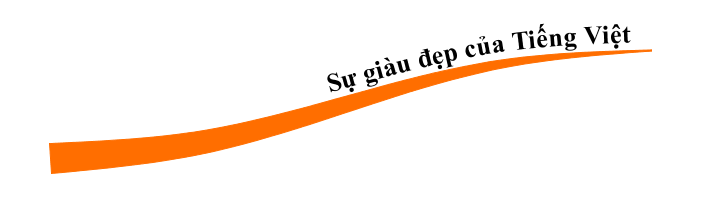 Sự giàu đẹp của Tiếng Việt